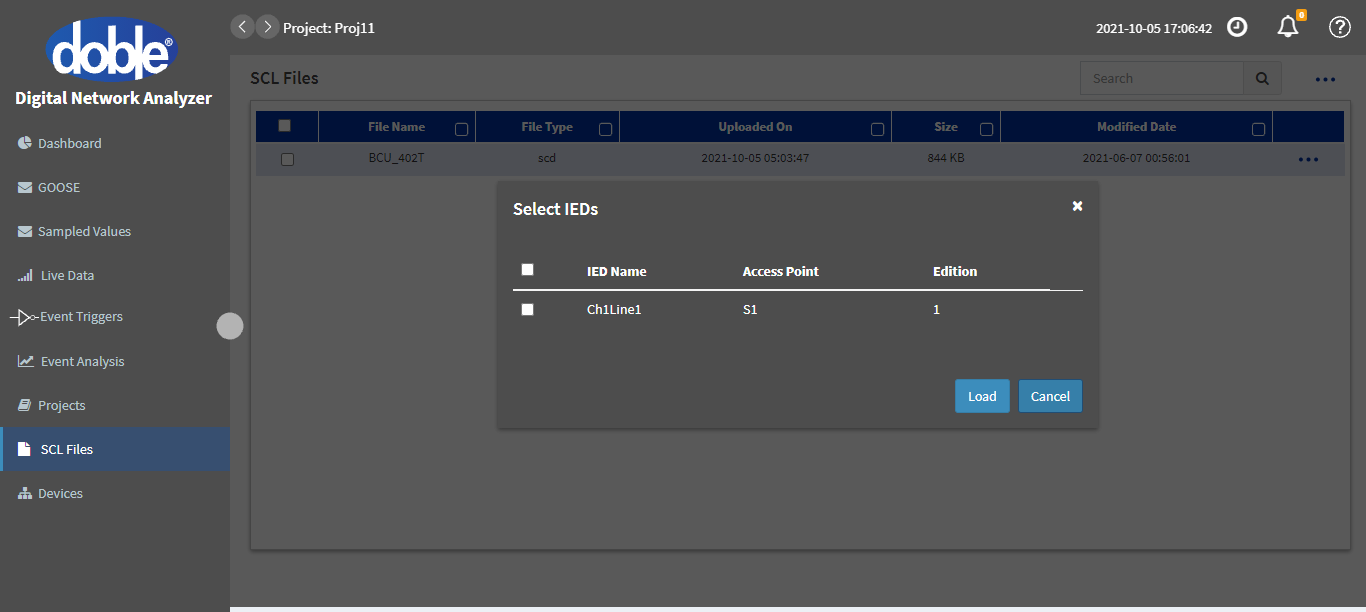 doble®
Digital Network Analyzer
Dashboard
GOOSE
Sampled Values
Live Data
Event Triggers
Event Analysis
Projects
SCL Files
Devices
Project: Proj11
2021-10-05 17:06:42
0
SCL Files
Search
File Name File Type Uploaded On Size Modified Date
BCU_402T scd 2021-10-05 05:03:47 844 KB 2021-06-07 00:56:01
Select IEDs
IED Name Access Point Edition
Ch1Line1 S1 1
Load Cancel